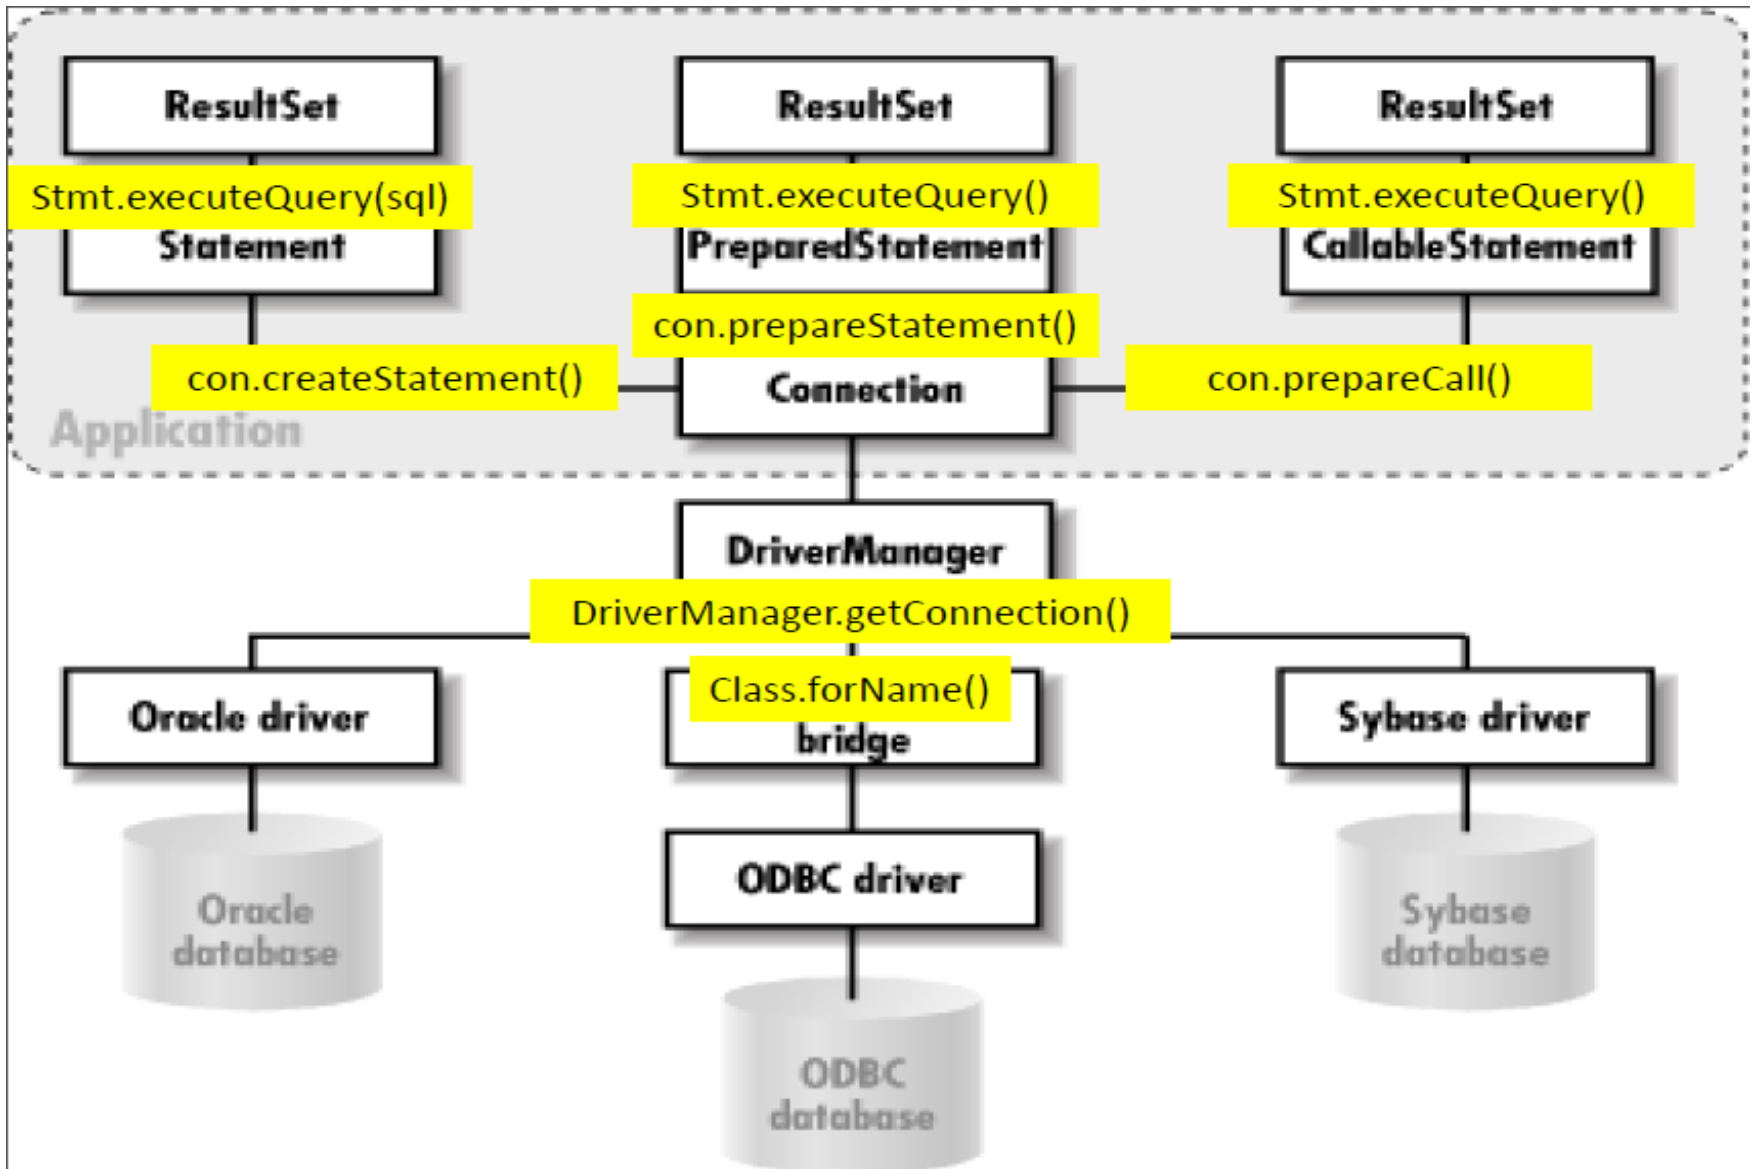 ResultSet
ResultSet
ResultSet
Stmt.executeQuery(sql)
Stmt.executeQuery()
Stmt.executeQuery()
Statement
PreparedStatement
CallableStatement
con.prepareStatement()
con.createStatement()
Connection
con.prepareCall()
Application
DriverManager
DriverManager.getConnection()
Oracle driver
Class.forName()
bridge
Sybase driver
Oracle
database
ODBC driver
Sybase
database
ODBC
database